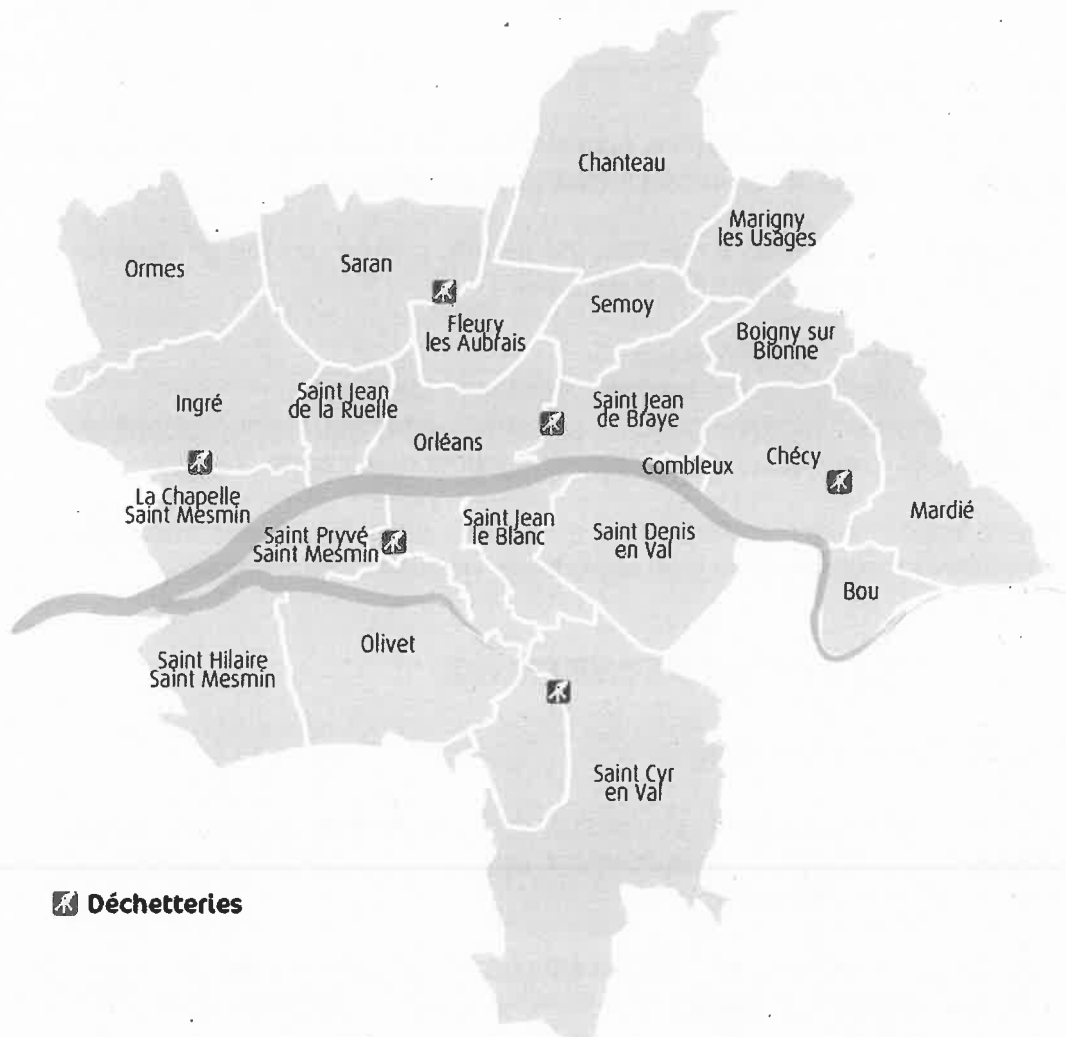 Chanteau
Marigny
les Usages
Ormes
Saran
Semoy
Fleury
les Aubrais
Boigny sur
Bionne
Ingré
Saint Jean
de la Ruelle
Orléans
Saint Jean
de Braye
Combleux
Chécy
Mardié
La Chapelle
Saint Mesmin
Saint Pryvé
Saint Mesmin
Saint Jean
le Blanc
Saint Denis
en Val
Bou
Olivet
Saint Hilaire
Saint Mesmin
Saint Cyr
en Val
Déchetteries